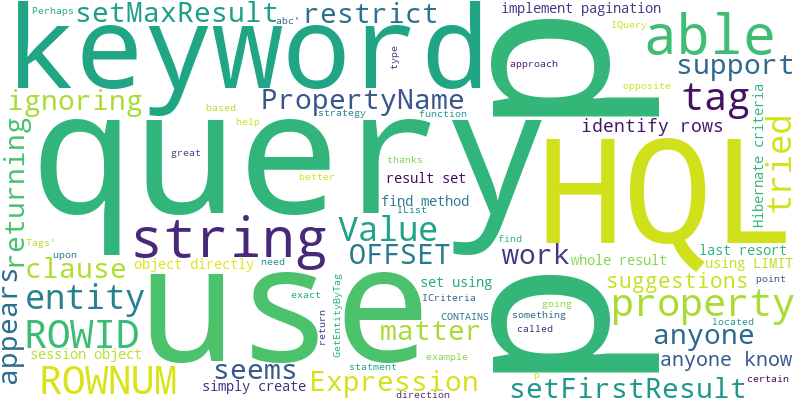 Perhaps
setMaxResult
abc'
restrict
implement pagination
IQuery
able
keyword
type
q
approach
support
opposite
tag
ignoring
PropertyName
based
strategy
function
help
identify rows
Hibernate criteria
tried
returning
query
great
thanks
better
result set
find method
IList
HQL
string
Value
find
Tags'
upon
OFFSET
work
last resort
clause
object directly
need
whole result
using LIMIT
appears
entity
use
exact
GetEntityByTag
set using
ICriteria
CONTAINS
q
going
something
called
suggestions
point
property
located
ROWID
return
matter
anyone
session object
example
seems
statment
anyone know
ROWNUM
simply create
Expression
direction
p
setFirstResult
certain